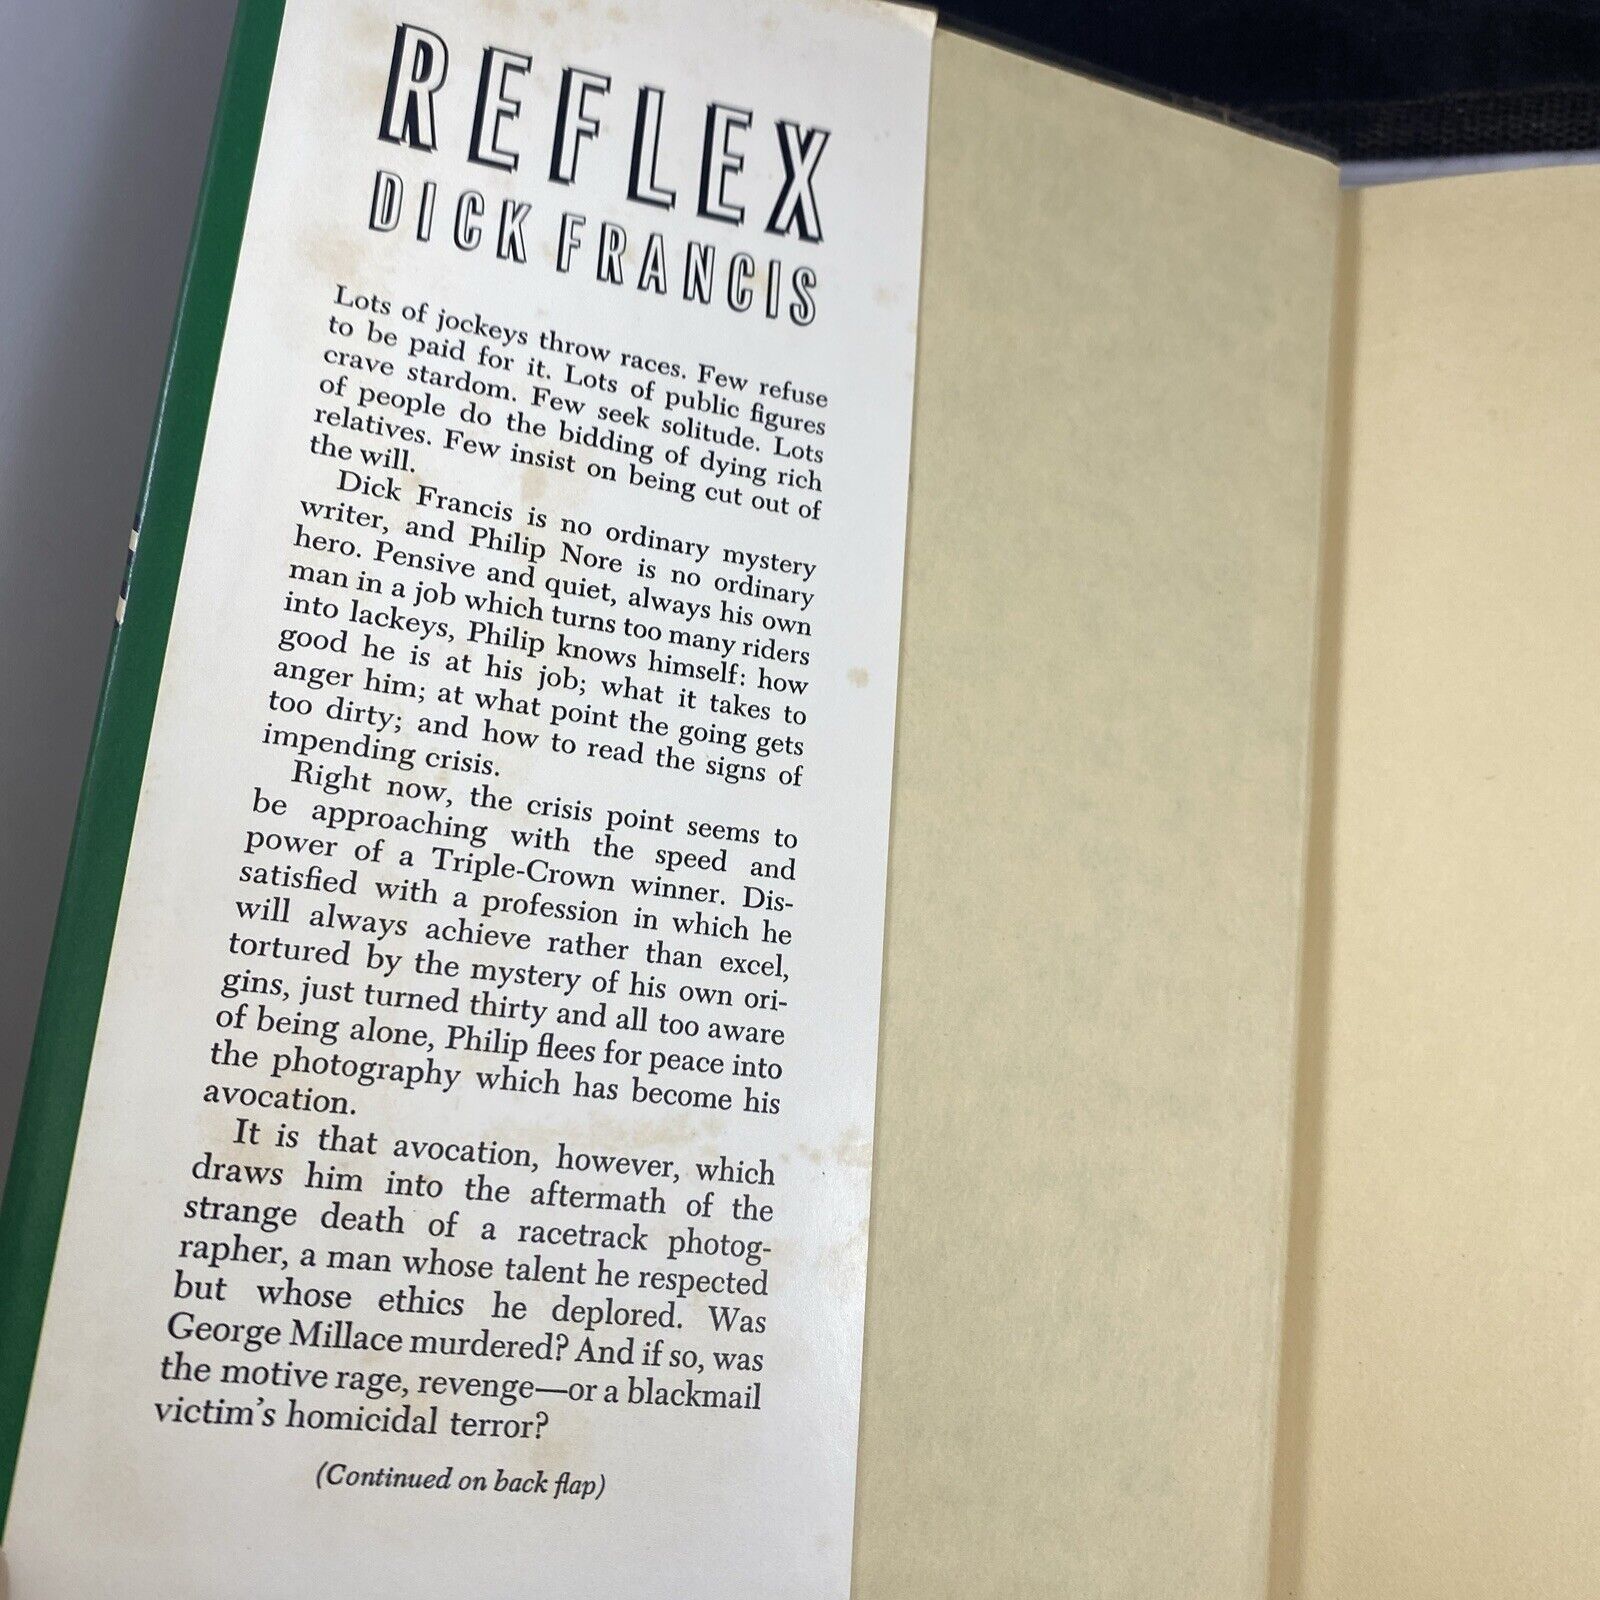 REFLEX
DICK FRANCIS
Lots of jockeys throw races. Few refuse
to be paid for it. Lots of public figures
crave stardom. Few seek solitude. Lots
of people do the bidding of dying rich
relatives. Few insist on being cut out of
the will.
Dick Francis is no ordinary mystery
writer, and Philip Nore is no ordinary
hero. Pensive and quiet, always his own
man in a job which turns too many riders
into lackeys, Philip knows himself: how
good he is at his job; what it takes to
anger him; at what point the going gets
too dirty; and how to read the signs of
impending crisis.
Right now, the crisis point seems to
be approaching with the speed and
power of a Triple-Crown winner. Dis-
satisfied with a profession in which he
will always achieve rather than excel,
tortured by the mystery of his own ori-
gins, just turned thirty and all too aware
of being alone, Philip flees for peace into
the photography which has become his
avocation.
It is that avocation, however, which
draws him into the aftermath of the
strange death of a racetrack photog-
rapher, a man whose talent he respected
but whose ethics he deplored. Was
George Millace murdered? And if so, was
the motive rage, revenge—or a blackmail
victim's homicidal terror?
(Continued on back flap)